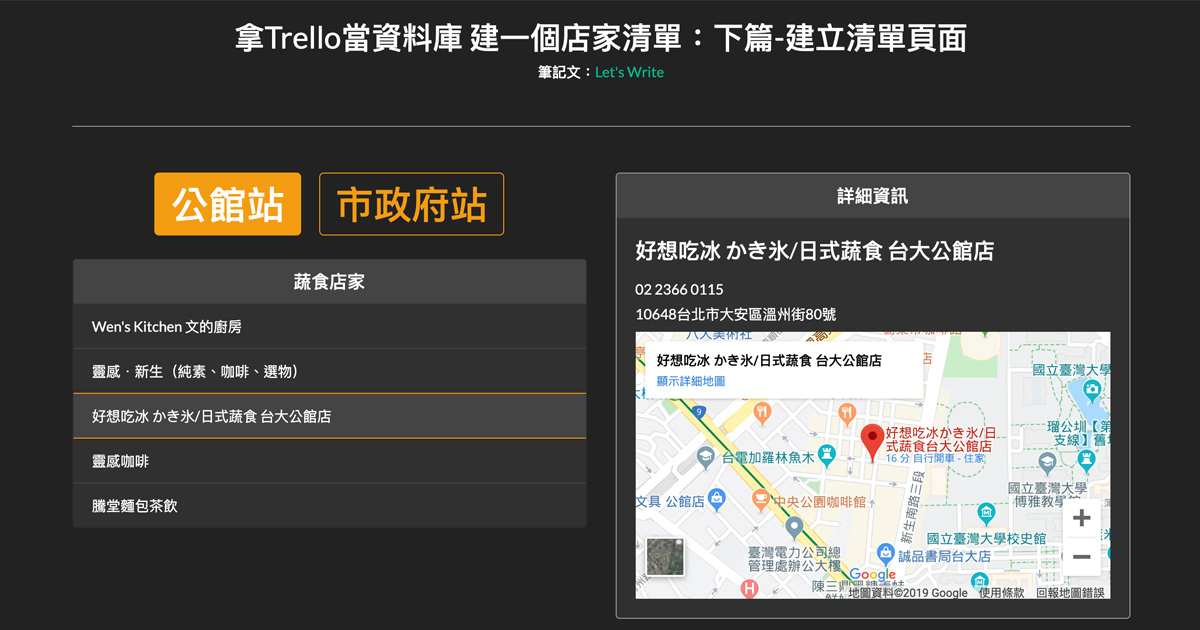 拿Trello當資料庫 建一個店家清單：下篇-建立清單頁面
筆記文：Let's Write
公館站
市政府站
蔬食店家
Wen's Kitchen 文的廚房
靈感．新生（純素、咖啡、選物）
好想吃冰 かき氷/日式蔬食 台大公館店
靈感咖啡
騰堂麵包茶飲
詳細資訊
好想吃冰 かき氷/日式蔬食 台大公館店
02 2366 0115
10648台北市大安區溫州街80號
好想吃冰 かき氷/日式蔬食 台大公館店
顯示詳細地圖
9
國立臺灣大學
好想吃冰かき氷/日
式蔬食台大公館店
16 分 自行開車 - 住家
瑠公圳【第
支線】舊
台電加羅林魚木
國立臺灣大學
博雅教學
文具 公館店
中央公園咖啡館
新生南路三段
國立臺灣大學校史館
臺灣電力公司總
管理處辦公大樓
誠品書局台大店
H
Google
地圖資料©2019 Google
使用條款
回報地圖錯誤